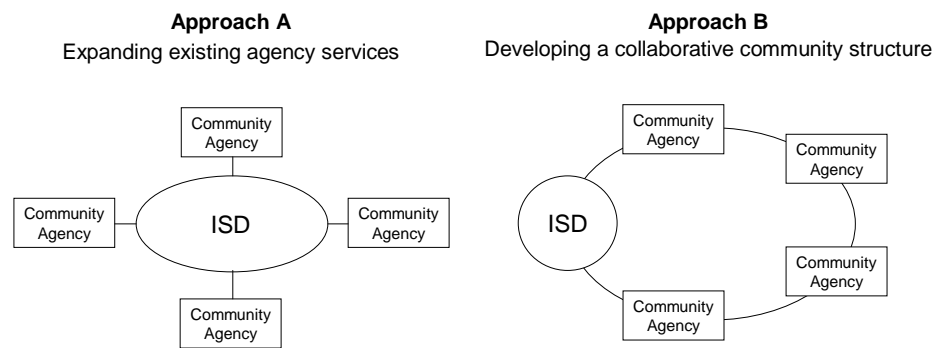 Approach A
Expanding existing agency services
Community
Agency
Community
Agency
ISD
Community
Agency
Community
Agency
Approach B
Developing a collaborative community structure
Community
Agency
Community
Agency
ISD
Community
Agency
Community
Agency